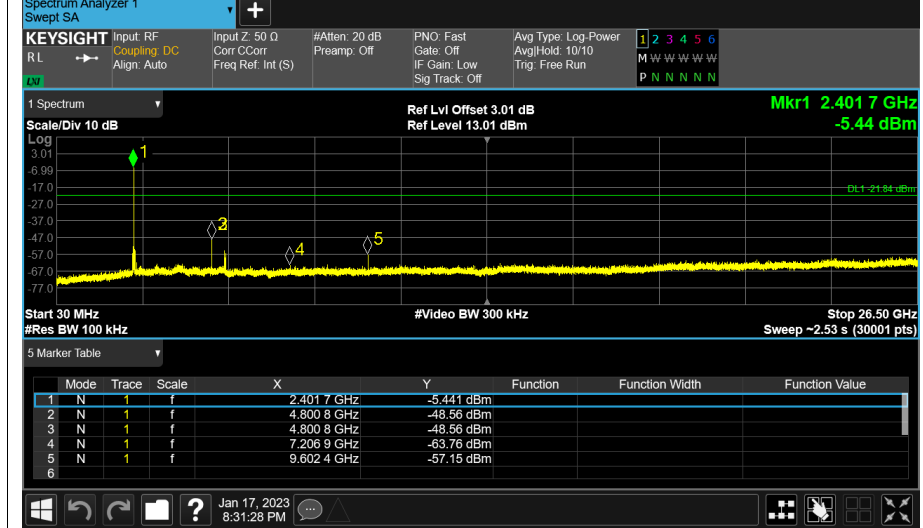 Spectrum Analyzer 1
Swept SA
KEYSIGHT
R L
LXI
Input: RF
Coupling: DC
Align: Auto
Input Z: 50 Ω
Corr CCorr
Freq Ref: Int (S)
#Atten: 20 dB
Preamp: Off
PNO: Fast
Gate: Off
IF Gain: Low
Sig Track: Off
Avg Type: Log-Power
Avg|Hold: 10/10
Trig: Free Run
1 2 3 4 5 6
M W W W W W
P N N N N N
1 Spectrum
Scale/Div 10 dB
Ref Lvl Offset 3.01 dB
Ref Level 13.01 dBm
Mkr1 2.401 7 GHz
-5.44 dBm
Log
3.01
-6.99
-17.0
-27.0
-37.0
-47.0
-57.0
-67.0
-77.0
1
4
5
DL1 -21.84 dBm
Start 30 MHz
#Res BW 100 kHz
#Video BW 300 kHz
Stop 26.50 GHz
Sweep ~2.53 s (30001 pts)
5 Marker Table
Mode Trace Scale X Y Function Function Width Function Value
1 N 1 f 2.401 7 GHz -5.441 dBm
2 N 1 f 4.800 8 GHz -48.56 dBm
3 N 1 f 4.800 8 GHz -48.56 dBm
4 N 1 f 7.206 9 GHz -63.76 dBm
5 N 1 f 9.602 4 GHz -57.15 dBm
6
?
Jan 17, 2023
8:31:28 PM